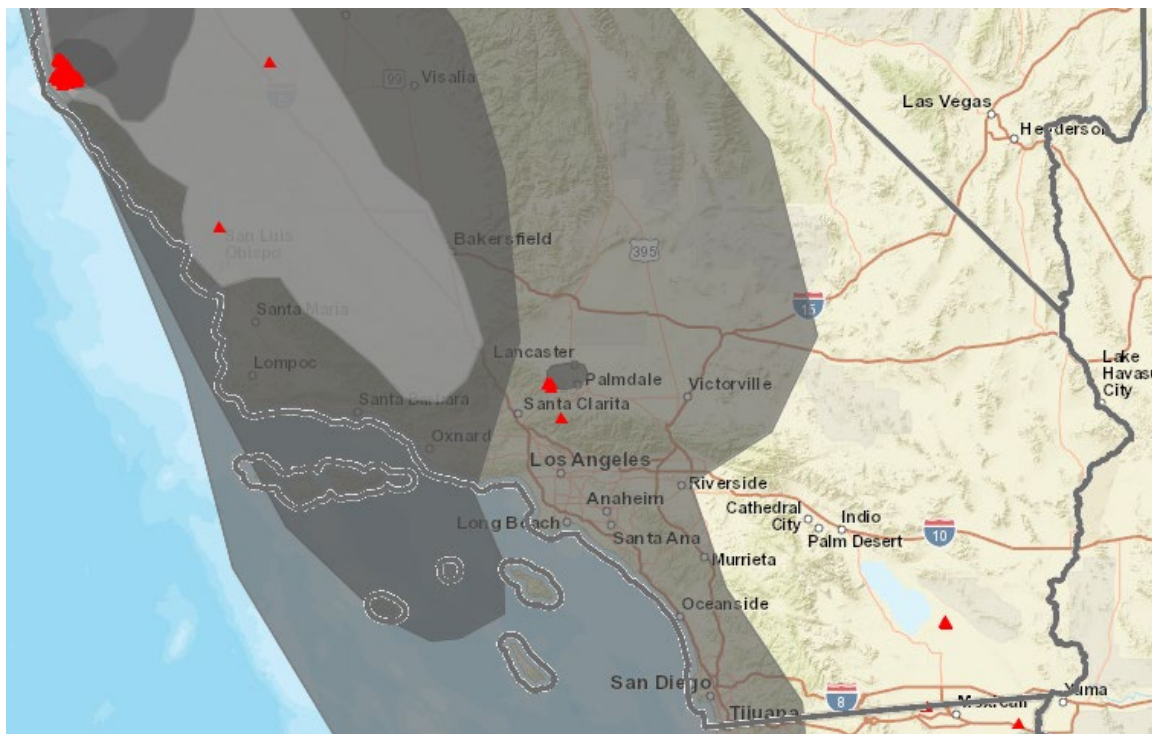 99
Visalia
Las Vegas
Henderson
San Luis
Obispo
Bakersfield
395
Santa Maria
15
Lancaster
Lompoc
Palmdale
Victorville
Lake
Havasu
City
Santa Barbara
Santa Clarita
Oxnard
Los Angeles
Riverside
Anaheim
Cathedral
City
Indio
Long Beach
Santa Ana
Palm Desert
10
Murrieta
Oceanside
San Diego
8
Yuma
Tijuana
Mexicali